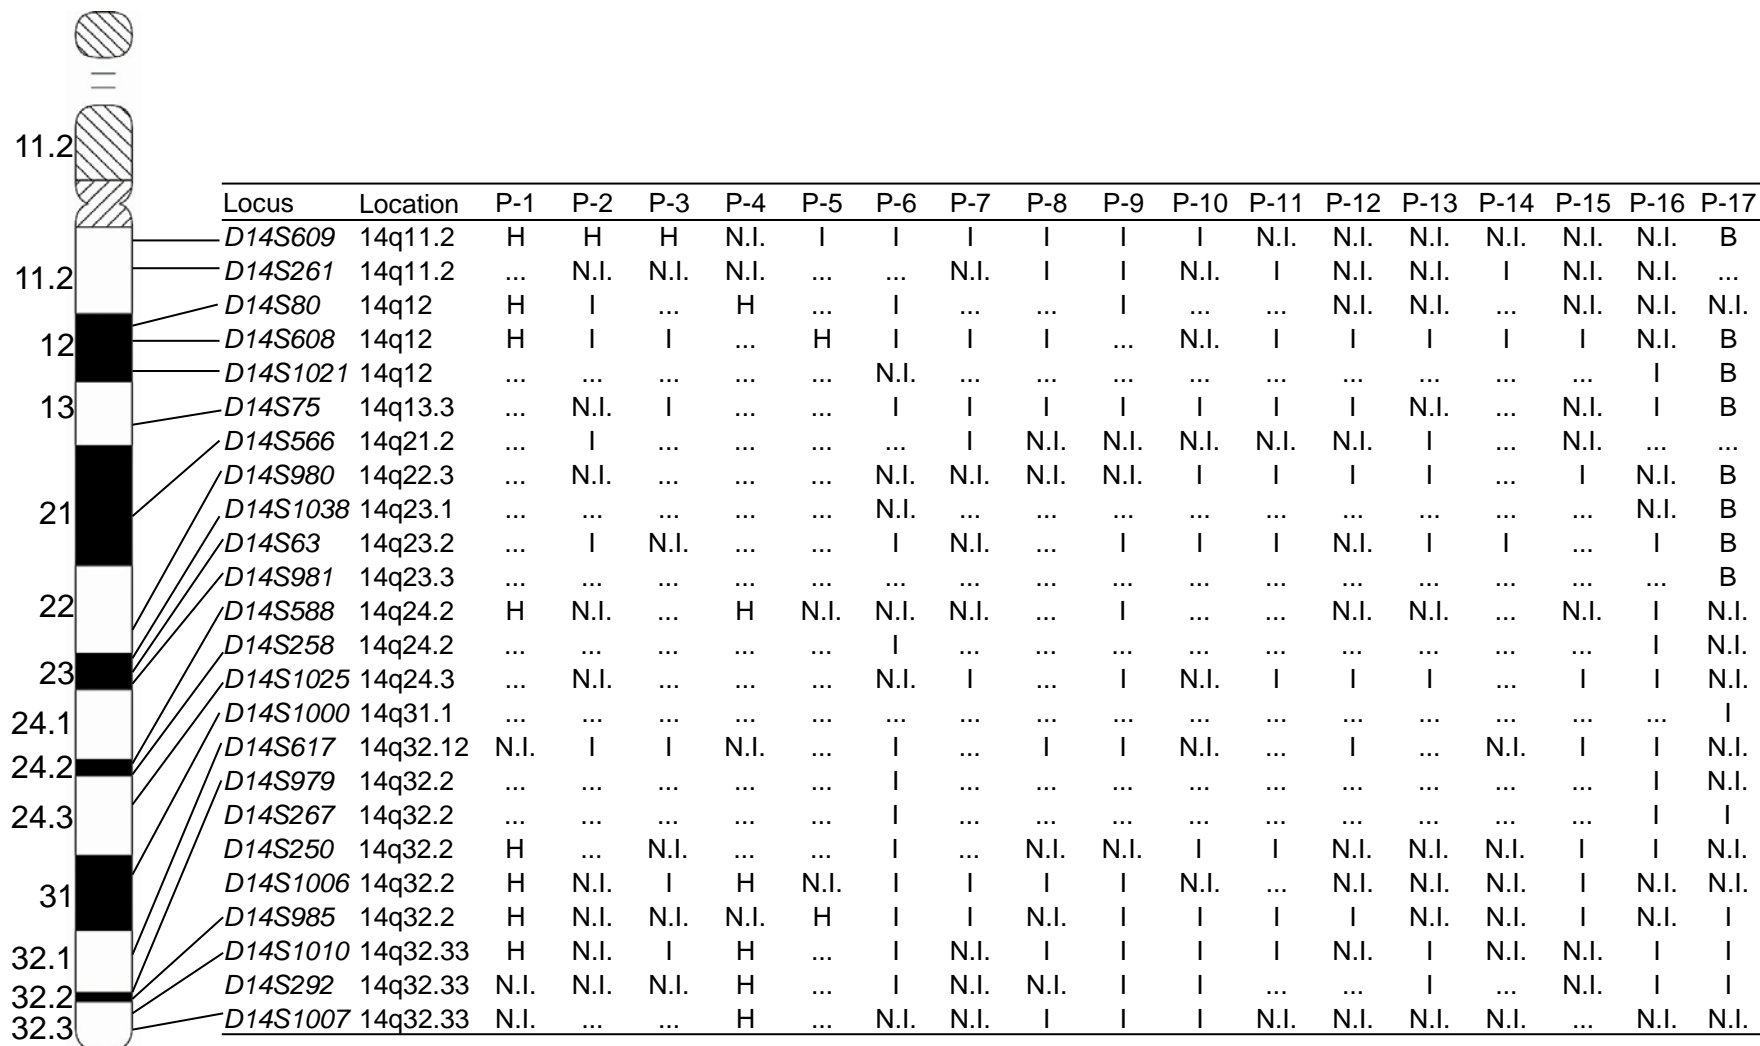 11.2
11.2
12
13
21
22
23
24.1
24.2
24.3
31
32.1
32.2
32.3
Locus Location P-1 P-2 P-3 P-4 P-5 P-6 P-7 P-8 P-9 P-10 P-11 P-12 P-13 P-14 P-15 P-16 P-17
D14S609 14q11.2 H H H N.I. I I I I I I N.I. N.I. N.I. N.I. N.I. N.I. B
D14S261 14q11.2 ... N.I. N.I. N.I. ... ... N.I. I I N.I. I N.I. N.I. I N.I. N.I. ...
D14S80 14q12 H I ... H ... I ... ... I ... ... N.I. N.I. ... N.I. N.I. N.I.
D14S608 14q12 H I I ... H I I I ... N.I. I I I I I N.I. B
D14S1021 14q12 ... ... ... ... ... N.I. ... ... ... ... ... ... ... ... ... I B
D14S75 14q13.3 ... N.I. I ... ... I I I I I I I N.I. ... N.I. I B
D14S566 14q21.2 ... I ... ... ... ... I N.I. N.I. N.I. N.I. N.I. I ... N.I. ... ...
D14S980 14q22.3 ... N.I. ... ... ... N.I. N.I. N.I. N.I. I I I I ... I N.I. B
D14S1038 14q23.1 ... ... ... ... ... N.I. ... ... ... ... ... ... ... ... ... N.I. B
D14S63 14q23.2 ... I N.I. ... ... I N.I. ... I I I N.I. I I ... I B
D14S981 14q23.3 ... ... ... ... ... ... ... ... ... ... ... ... ... ... ... ... B
D14S588 14q24.2 H N.I. ... H N.I. N.I. N.I. ... I ... ... N.I. N.I. ... N.I. I N.I.
D14S258 14q24.2 ... ... ... ... ... I ... ... ... ... ... ... ... ... ... I N.I.
D14S1025 14q24.3 ... N.I. ... ... ... N.I. I ... I N.I. I I I ... I I N.I.
D14S1000 14q31.1 ... ... ... ... ... ... ... ... ... ... ... ... ... ... ... ... I
D14S617 14q32.12 N.I. I I N.I. ... I ... I I N.I. ... I ... N.I. I I N.I.
D14S979 14q32.2 ... ... ... ... ... I ... ... ... ... ... ... ... ... ... I N.I.
D14S267 14q32.2 ... ... ... ... ... I ... ... ... ... ... ... ... ... ... I I
D14S250 14q32.2 H ... N.I. ... ... I ... N.I. N.I. I I N.I. N.I. N.I. I I N.I.
D14S1006 14q32.2 H N.I. I H N.I. I I I I N.I. ... N.I. N.I. N.I. I N.I. N.I.
D14S985 14q32.2 H N.I. N.I. N.I. H I I N.I. I I I I N.I. N.I. I N.I. I
D14S1010 14q32.33 H N.I. I H ... I N.I. I I I I N.I. I N.I. N.I. I I
D14S292 14q32.33 N.I. N.I. N.I. H ... I N.I. N.I. I I ... ... I ... N.I. I I
D14S1007 14q32.33 N.I. ... ... H ... N.I. N.I. I I I N.I. N.I. N.I. N.I. ... N.I. N.I.